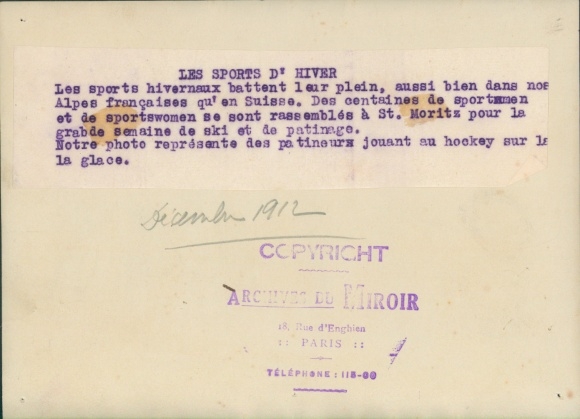 LES SPORTS D' HIVER
Les sports hivernaux battent leur plein, aussi bien dans nos
Alpes françaises qu'en Suisse. Des centaines de sportsmen
et de sportswomen se sont rassemblés à St. Moritz pour la
grabde semaine de ski et de patinage.
Notre photo représente des patineurs jouant au hockey sur la
la glace.
Décembre 1912
COPYRIGHT
ARCHIVES DU MIROIR
18, Rue d'Enghien
:: PARIS ::
TÉLÉPHONE : 118-00